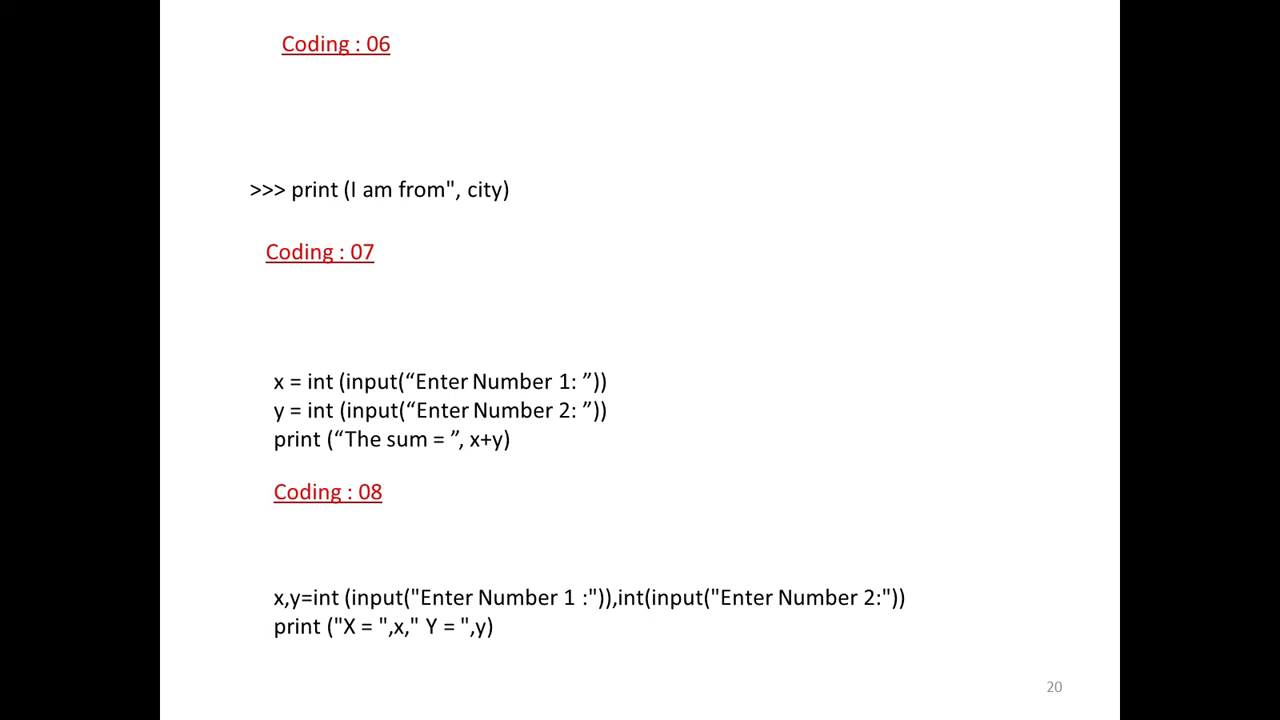 Coding : 06
>>> print (I am from", city)
Coding : 07
x = int (input(“Enter Number 1: ”))
y = int (input(“Enter Number 2: ”))
print (“The sum = ”, x+y)
Coding : 08
x,y=int (input("Enter Number 1 :")),int(input("Enter Number 2:"))
print ("X = ",x," Y = ",y)
20